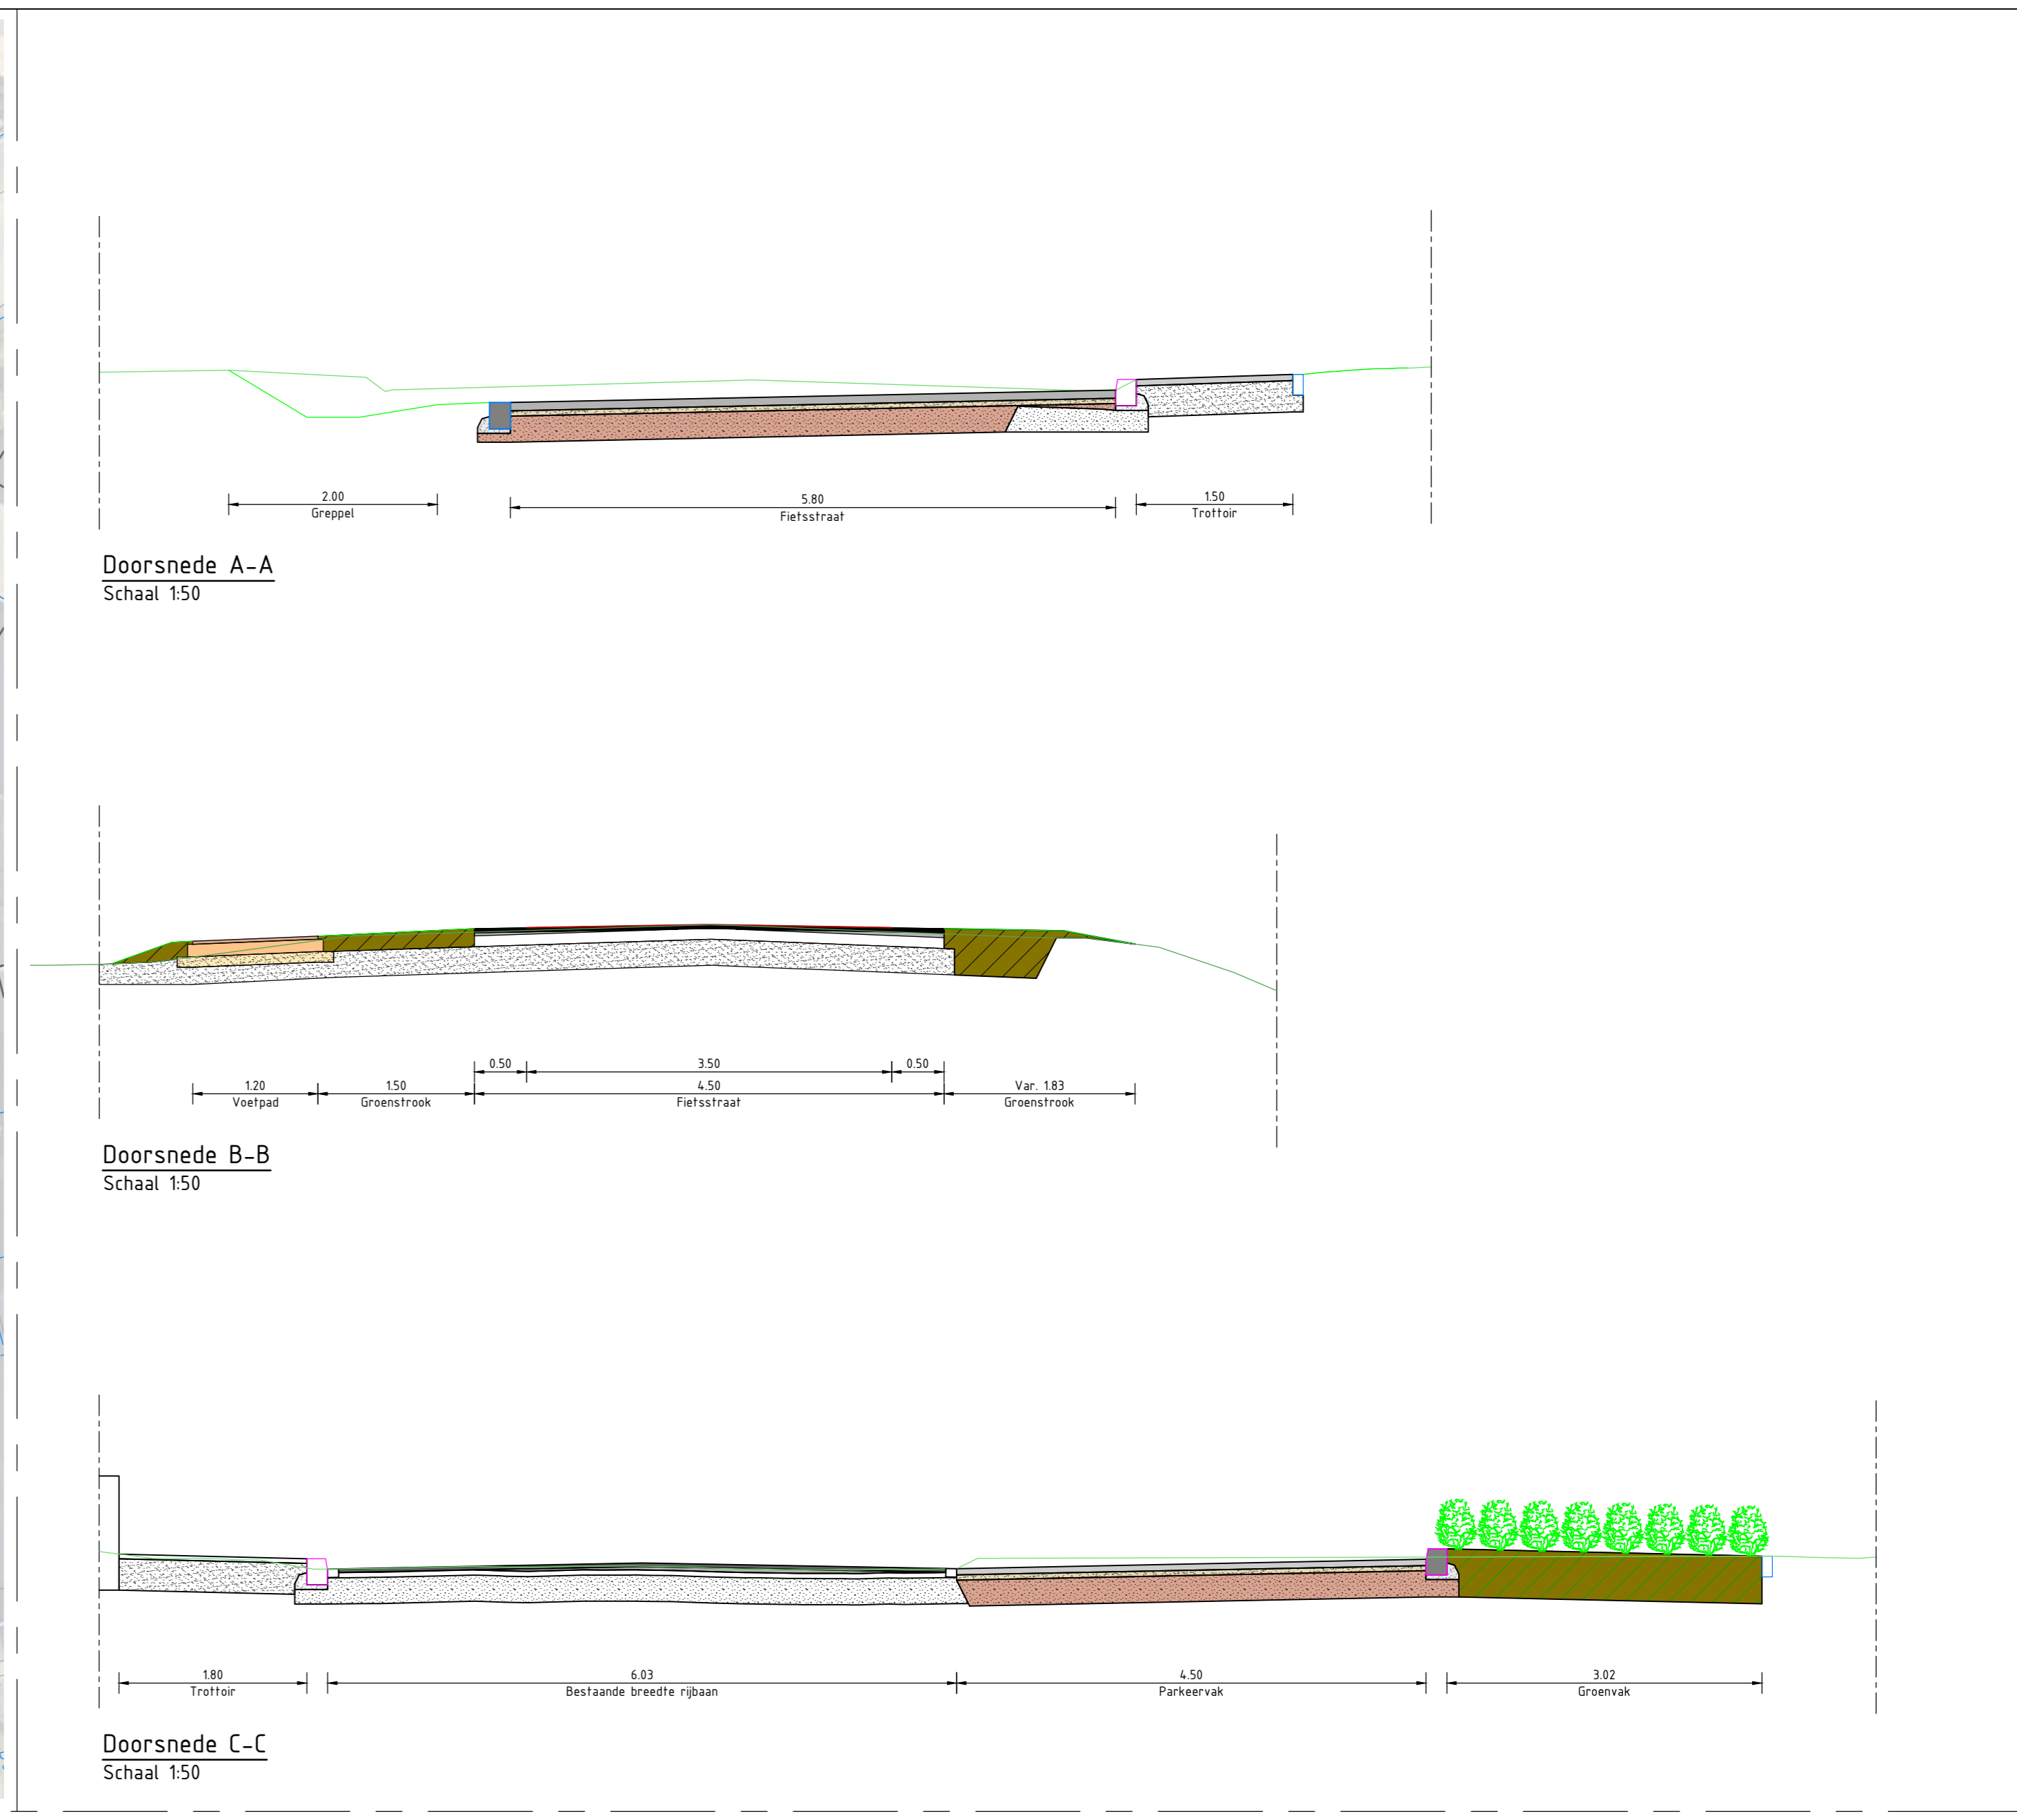 2.00
Greppel
5.80
Fietsstraat
1.50
Trottoir
Doorsnede A-A
Schaal 1:50
0.50
3.50
0.50
1.20
Voetpad
1.50
Groenstrook
4.50
Fietsstraat
Var. 1.83
Groenstrook
Doorsnede B-B
Schaal 1:50
1.80
Trottoir
6.03
Bestaande breedte rijbaan
4.50
Parkeervak
3.02
Groenvak
Doorsnede C-C
Schaal 1:50